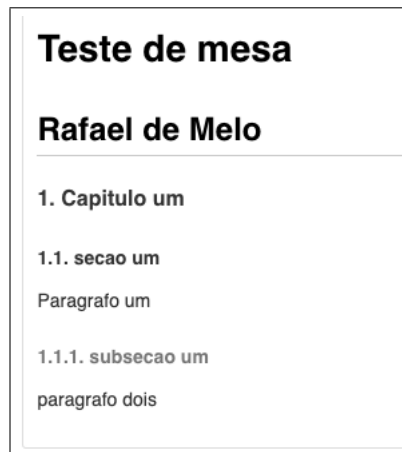 Teste de mesa
Rafael de Melo
1. Capitulo um
1.1. secao um
Paragrafo um
1.1.1. subsecao um
paragrafo dois